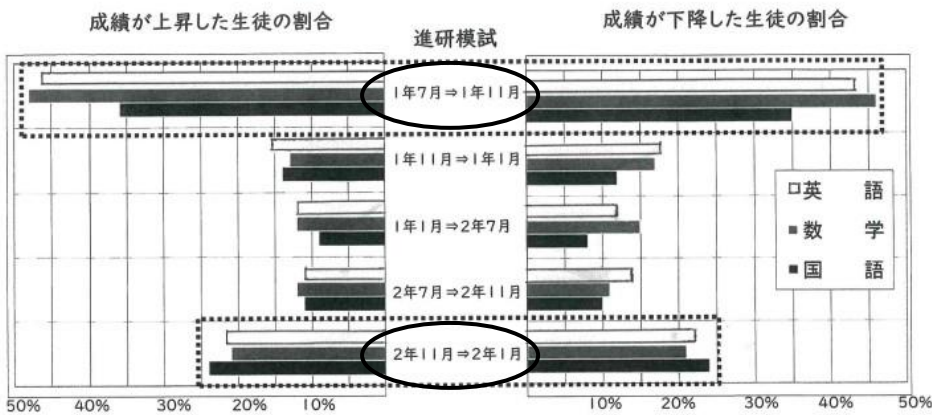 成績が上昇した生徒の割合
進研模試
成績が下降した生徒の割合
1年7月⇒1年11月
1年11月⇒1年1月
1年1月⇒2年7月
2年7月⇒2年11月
2年11月⇒2年1月
英 語
数 学
国 語
50% 40% 30% 20% 10% 10% 20% 30% 40% 50%